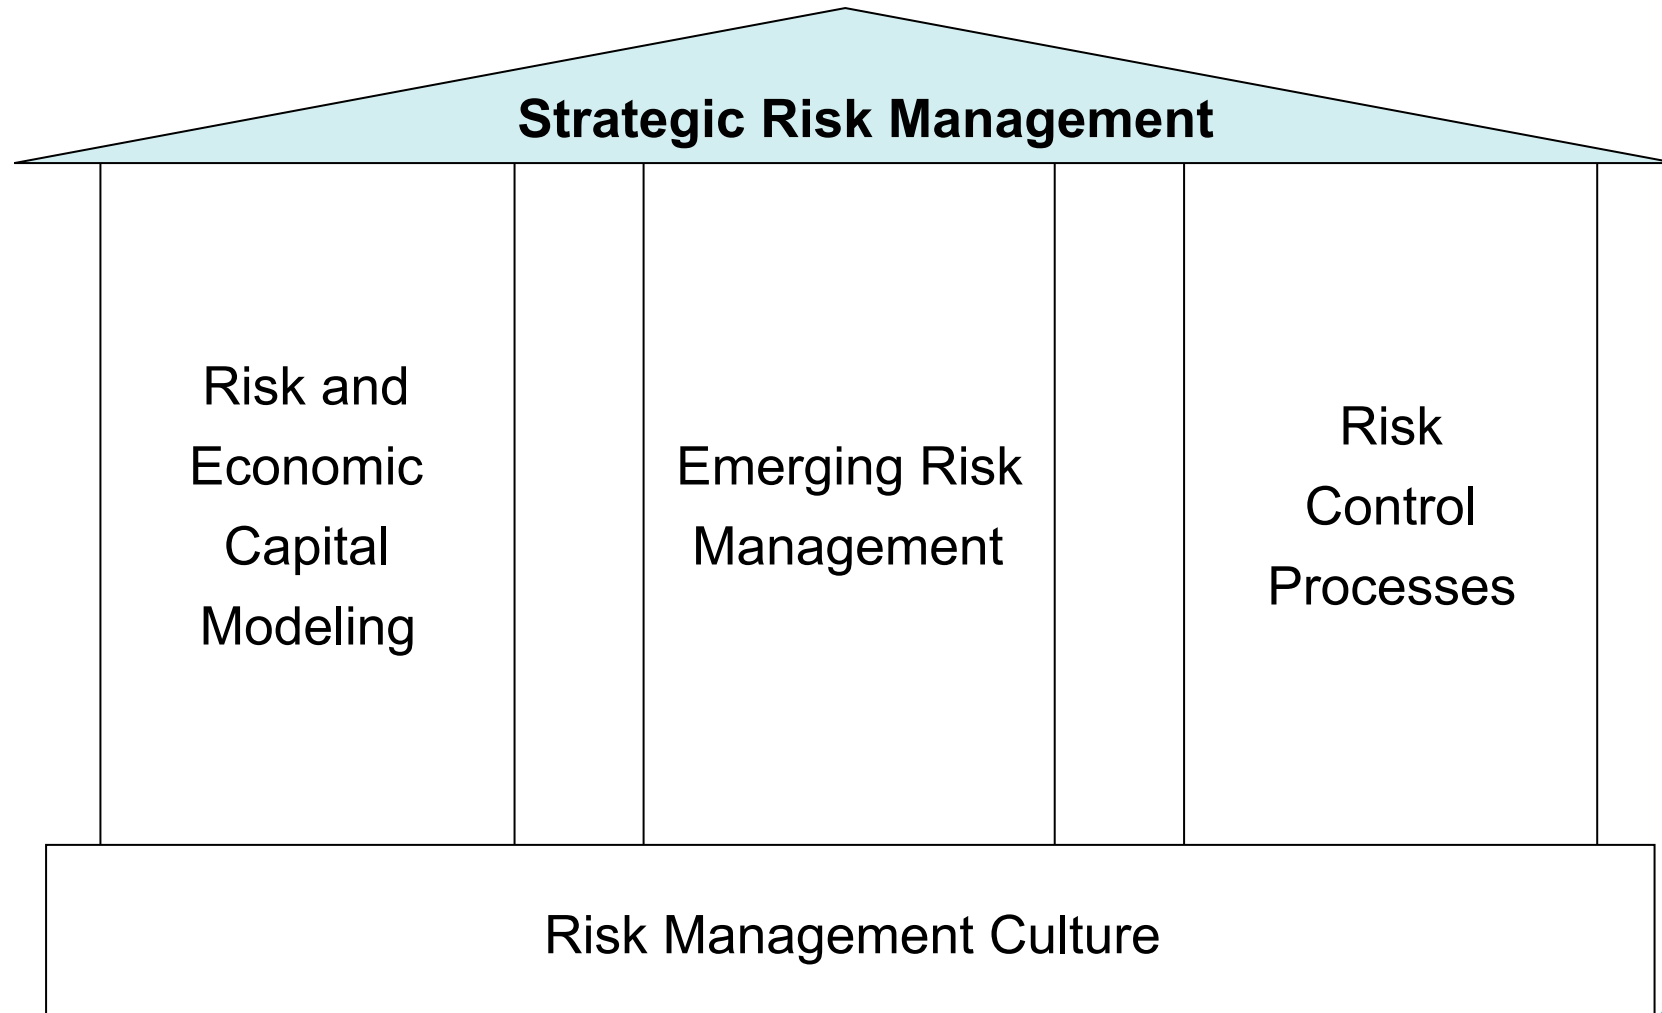 Strategic Risk Management
Risk and
Economic
Capital
Modeling
Emerging Risk
Management
Risk
Control
Processes
Risk Management Culture